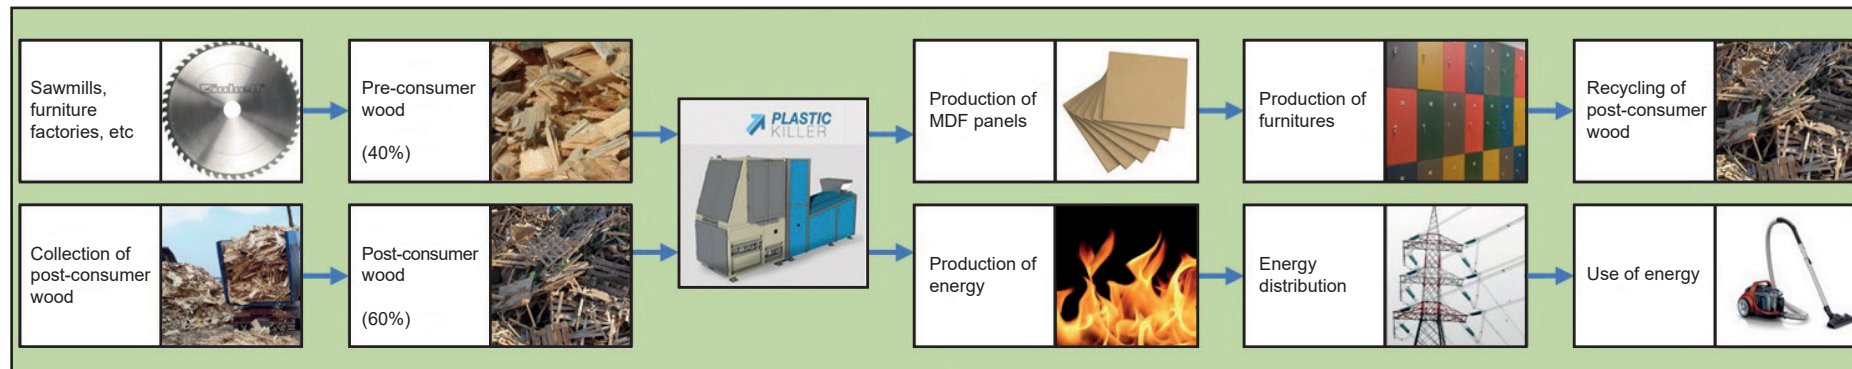 Sawmills,
furniture
factories, etc
Pre-consumer
wood
(40%)
PLASTIC
KILLER
Production of
MDF panels
Production of
furnitures
Recycling of
post-consumer
wood
Collection of
post-consumer
wood
Post-consumer
wood
(60%)
Production of
energy
Energy
distribution
Use of energy